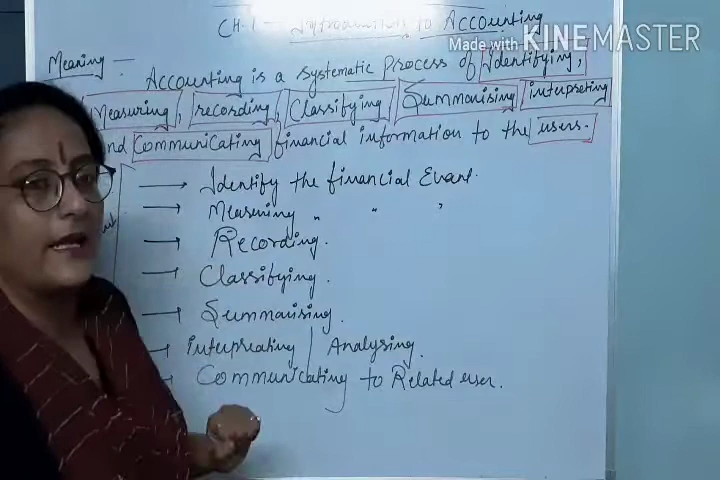 CH-1 - Introduction to Accounting
Made with KINEMASTER
Meaning - Accounting is a systematic Process of Identifying,
Measuring, recording, Classifying Summarising interpreting
and Communicating financial information to the users.
→ Identify the financial Event.
→ Measuring " " "
→ Recording.
→ Classifying.
→ Summarising.
→ Interpreating / Analysing.
→ Communicating to Related user.